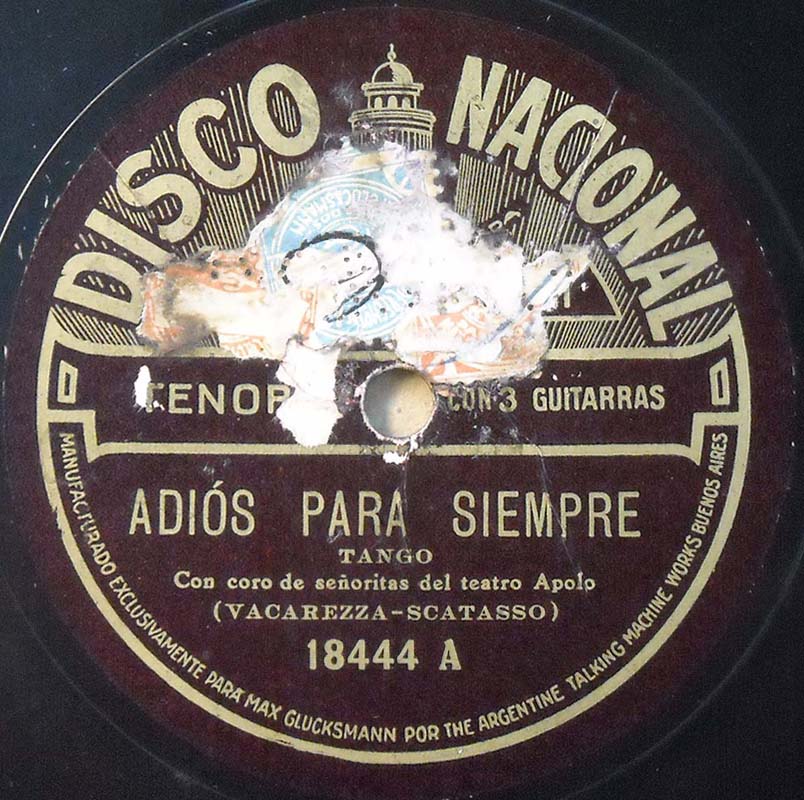 DISCO NACIONAL
TENOR CON 3 GUITARRAS
ADIÓS PARA SIEMPRE
TANGO
Con coro de señoritas del teatro Apolo
(VACAREZZA-SCATASSO)
18444 A
MANUFACTURADO EXCLUSIVAMENTE PARA MAX GLUCKSMANN POR THE ARGENTINE TALKING MACHINE WORKS BUENOS AIRES
GLUCKSMANN